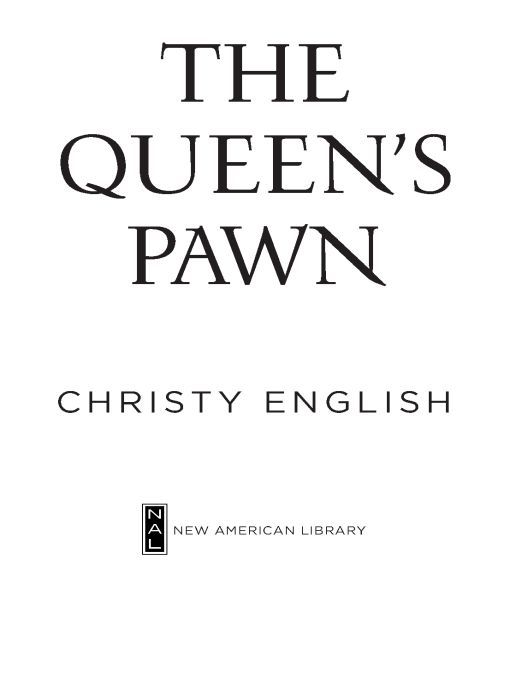 THE
QUEEN’S
PAWN
CHRISTY ENGLISH
NAL NEW AMERICAN LIBRARY